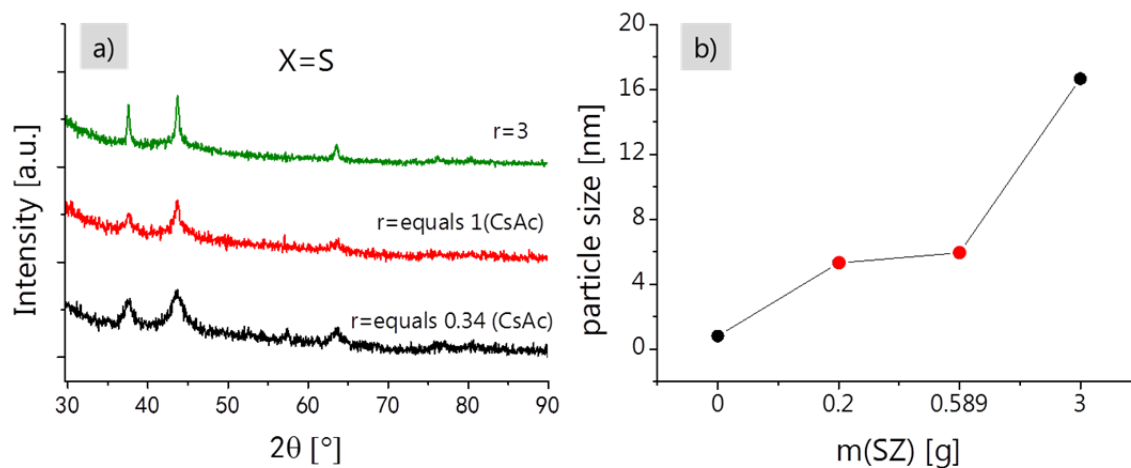 a)
X=S
r=3
r=equals 1(CsAc)
r=equals 0.34 (CsAc)
Intensity [a.u.]
30 40 50 60 70 80 90
2θ [°]
b)
20
16
12
8
4
0
particle size [nm]
0 0.2 0.589 3
m(SZ) [g]